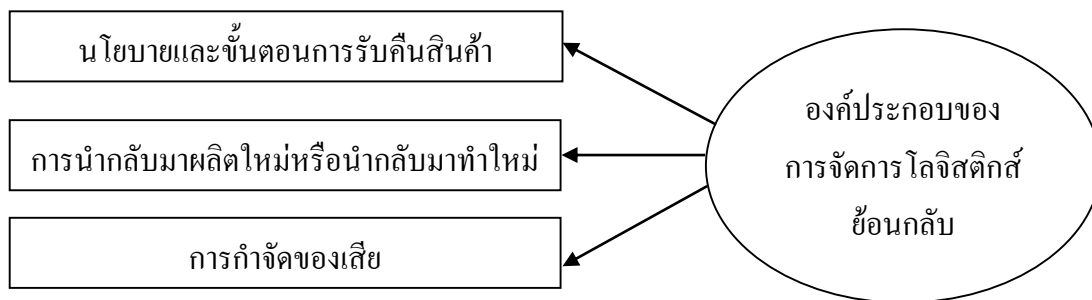 นโยบายและขั้นตอนการรับคืนสินค้า
การนำกลับมาผลิตใหม่หรือนำกลับมาทำใหม่
การกำจัดของเสีย
องค์ประกอบของ
การจัดการโลจิสติกส์
ย้อนกลับ